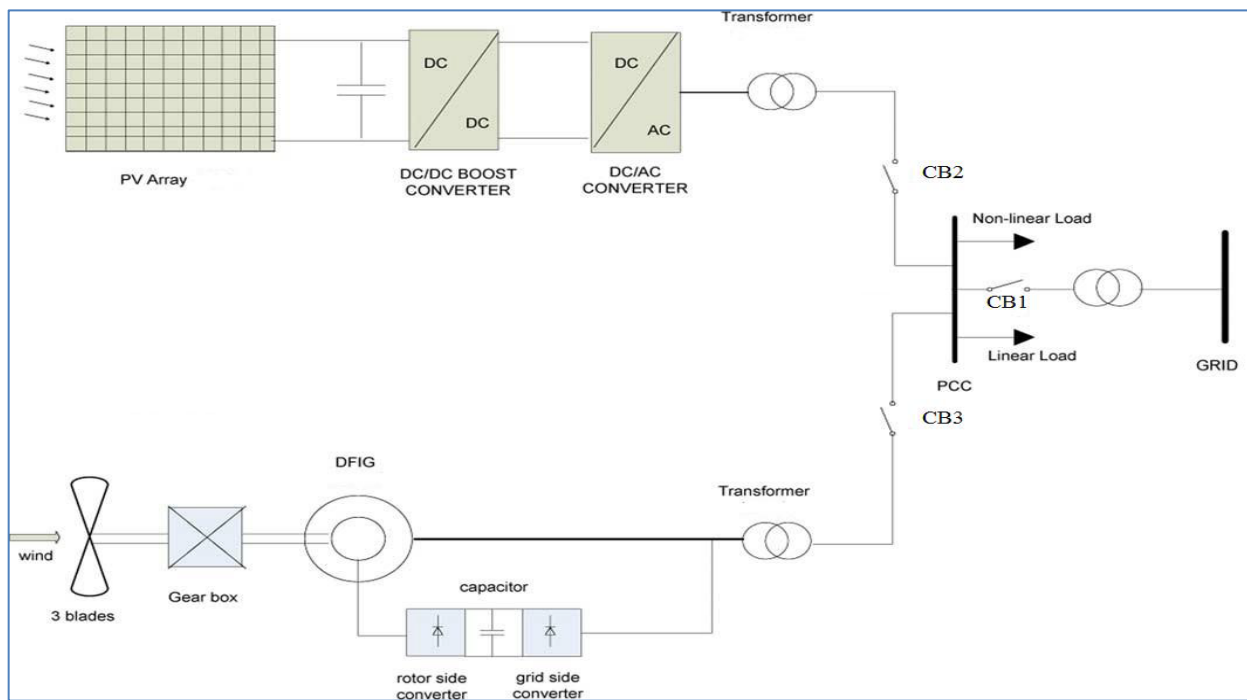 Transformer
DC
DC
DC
AC
PV Array
DC/DC BOOST
CONVERTER
DC/AC
CONVERTER
CB2
Non-linear Load
CB1
Linear Load
PCC
GRID
CB3
DFIG
Transformer
wind
3 blades
Gear box
capacitor
rotor side
converter
grid side
converter